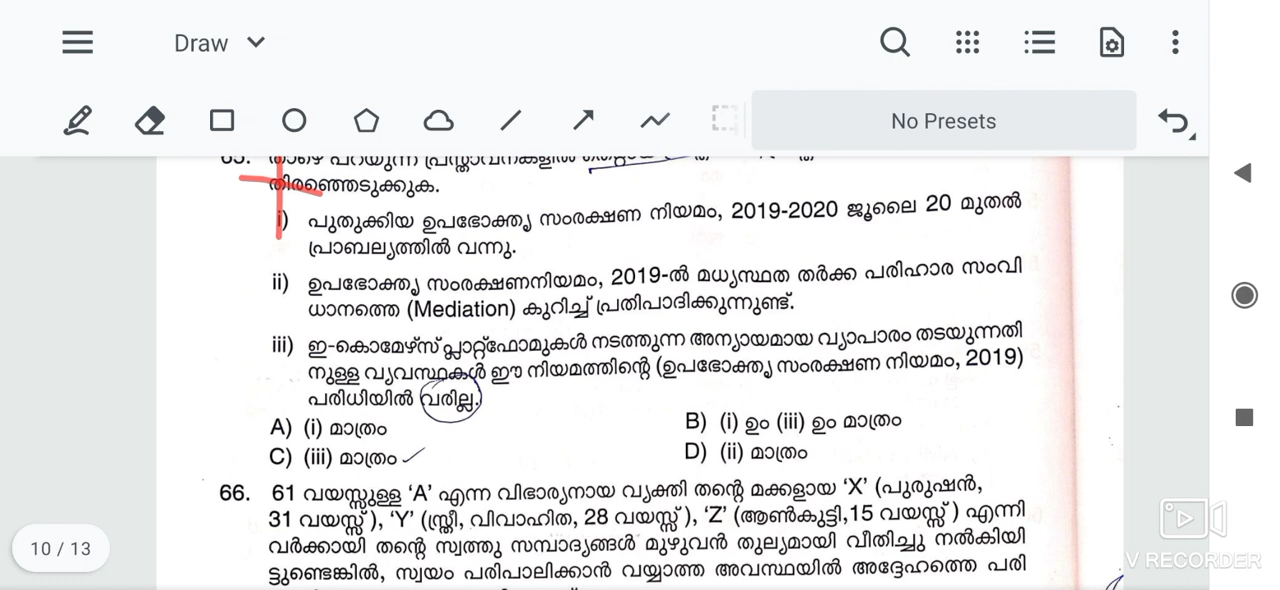 Draw
No Presets
65. താഴെ പറയുന്ന പ്രസ്താവനകളിൽ
തിരഞ്ഞെടുക്കുക.
i) പുതുക്കിയ ഉപഭോക്തൃ സംരക്ഷണ നിയമം, 2019-2020 ജൂലൈ 20 മുതൽ
പ്രാബല്യത്തിൽ വന്നു.
ii) ഉപഭോക്തൃ സംരക്ഷണനിയമം, 2019-ൽ മധ്യസ്ഥത തർക്ക പരിഹാര സംവി
ധാനത്തെ (Mediation) കുറിച്ച് പ്രതിപാദിക്കുന്നുണ്ട്.
iii) ഇ-കൊമേഴ്സ് പ്ലാറ്റ്ഫോമുകൾ നടത്തുന്ന അന്യായമായ വ്യാപാരം തടയുന്നതി
നുള്ള വ്യവസ്ഥകൾ ഈ നിയമത്തിന്റെ (ഉപഭോക്തൃ സംരക്ഷണ നിയമം, 2019)
പരിധിയിൽ വരില്ല.
A) (i) മാത്രം
B) (i) ഉം (iii) ഉം മാത്രം
C) (iii) മാത്രം
D) (ii) മാത്രം
66. 61 വയസ്സുള്ള 'A' എന്ന വിഭാര്യനായ വ്യക്തി തന്റെ മക്കളായ 'X' (പുരുഷൻ,
31 വയസ്സ്), 'Y' (സ്ത്രീ, വിവാഹിത, 28 വയസ്സ്), 'Z' (ആൺകുട്ടി,15 വയസ്സ്) എന്നി
വർക്കായി തന്റെ സ്വത്തു സമ്പാദ്യങ്ങൾ മുഴുവൻ തുല്യമായി വീതിച്ചു നൽകിയി
ട്ടുണ്ടെങ്കിൽ, സ്വയം പരിപാലിക്കാൻ വയ്യാത്ത അവസ്ഥയിൽ അദ്ദേഹത്തെ പരി
10 / 13
V RECORDER